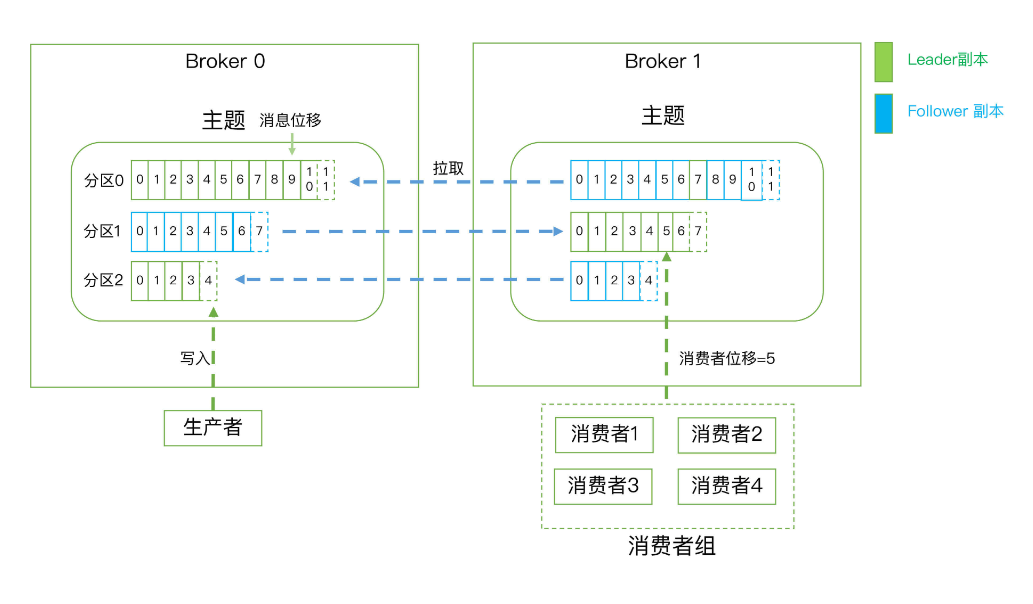 Broker 0
主题
消息位移
分区0 0 1 2 3 4 5 6 7 8 9 10 11
分区1 0 1 2 3 4 5 6 7
分区2 0 1 2 3 4
写入
生产者
拉取
Broker 1
主题
0 1 2 3 4 5 6 7 8 9 10 11
0 1 2 3 4 5 6 7
0 1 2 3 4
消费者位移=5
消费者1 消费者2
消费者3 消费者4
消费者组
Leader副本
Follower 副本